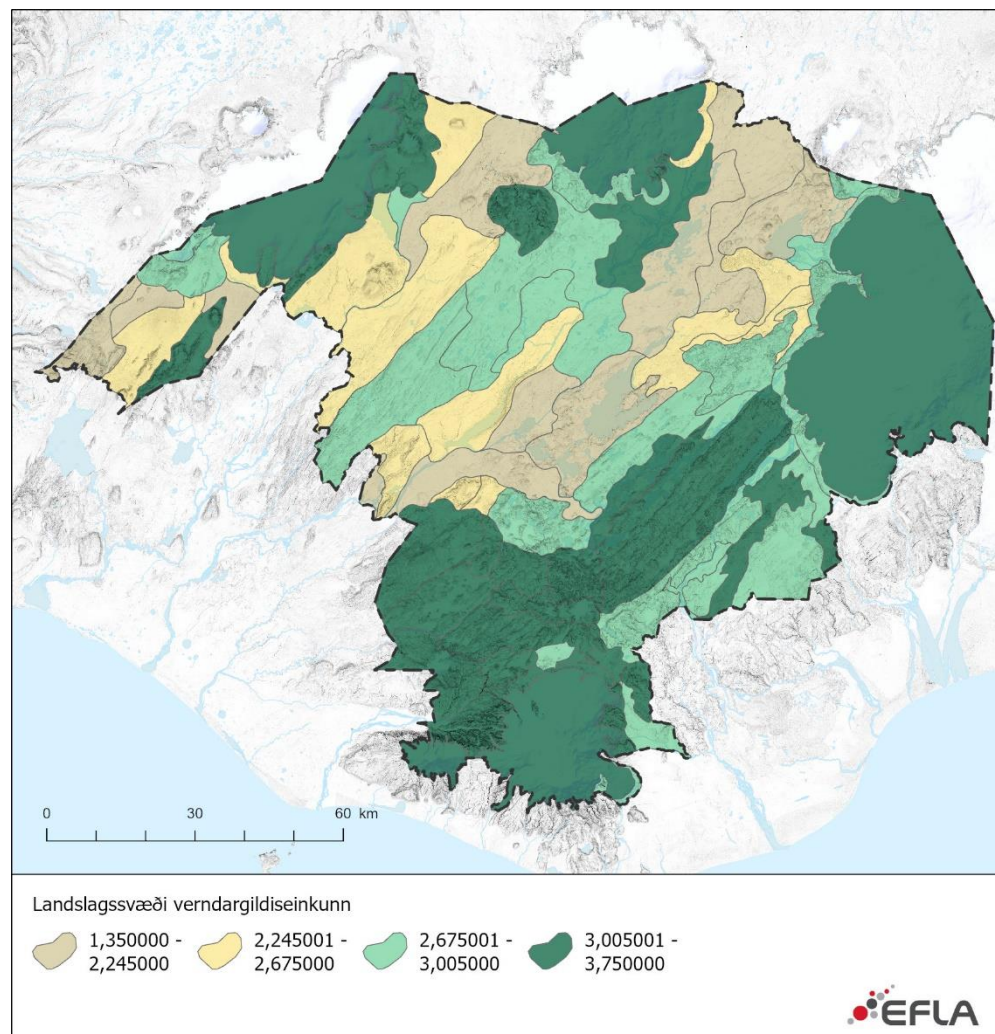 0 30 60 km
Landslagssvæði verndargildiseinkunn
1,350000 -
2,245000
2,245001 -
2,675000
2,675001 -
3,005000
3,005001 -
3,750000
EFLA